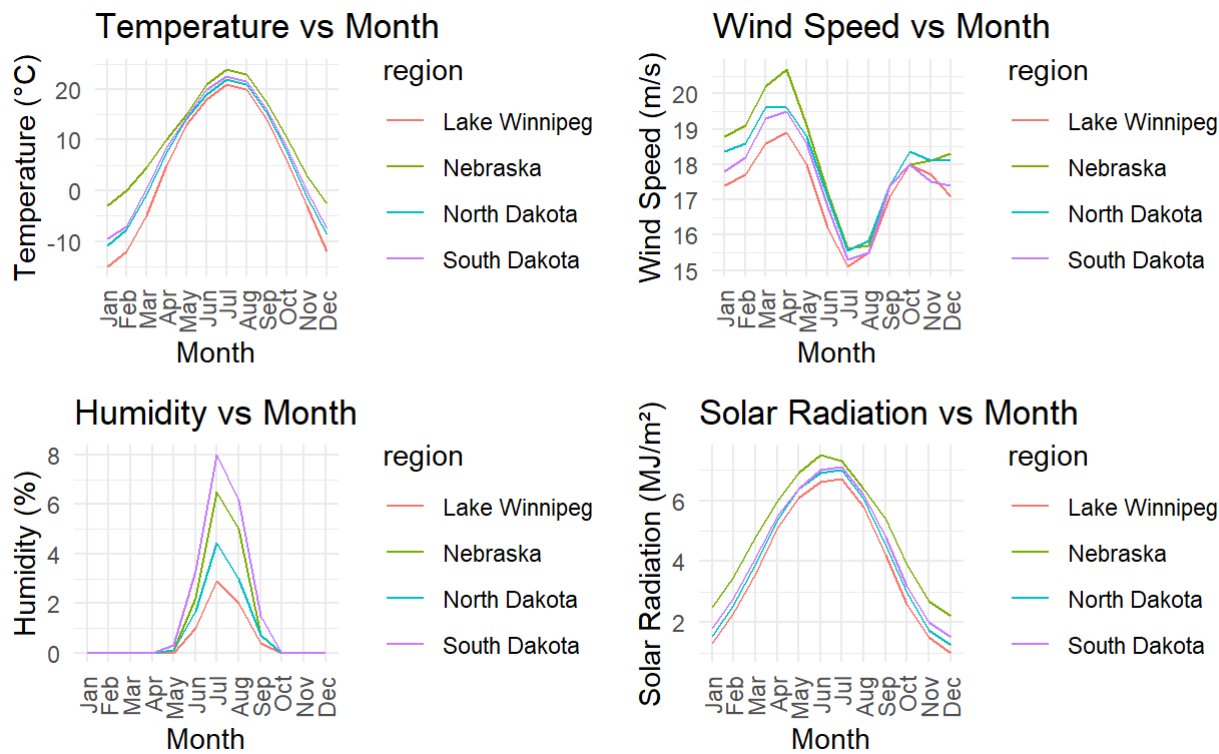 Temperature vs Month
Temperature (°C)
20
10
0
-10
Jan
Feb
Mar
Apr
May
Jun
Jul
Aug
Sep
Oct
Nov
Dec
Month
region
Lake Winnipeg
Nebraska
North Dakota
South Dakota
Wind Speed vs Month
Wind Speed (m/s)
20
19
18
17
16
15
Jan
Feb
Mar
Apr
May
Jun
Jul
Aug
Sep
Oct
Nov
Dec
Month
region
Lake Winnipeg
Nebraska
North Dakota
South Dakota
Humidity vs Month
Humidity (%)
8
6
4
2
0
Jan
Feb
Mar
Apr
May
Jun
Jul
Aug
Sep
Oct
Nov
Dec
Month
region
Lake Winnipeg
Nebraska
North Dakota
South Dakota
Solar Radiation vs Month
Solar Radiation (MJ/m²)
6
4
2
Jan
Feb
Mar
Apr
May
Jun
Jul
Aug
Sep
Oct
Nov
Dec
Month
region
Lake Winnipeg
Nebraska
North Dakota
South Dakota